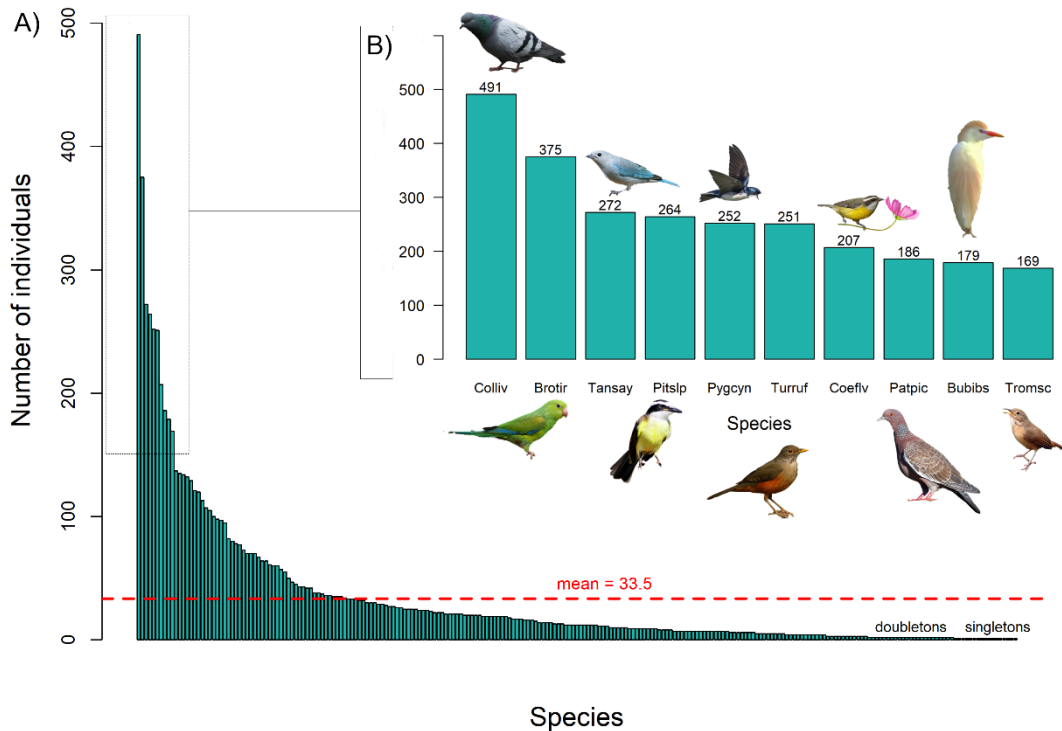 A)
Number of individuals
500
400
300
200
100
0
mean = 33.5
doubletons singletons
Species
B)
500
400
300
200
100
0
491
375
272
264
252
251
207
186
179
169
Colliv Brotir Tansay Pitslp Pygcyn Turruf Coeflv Patpic Bubibs Tromsc
Species